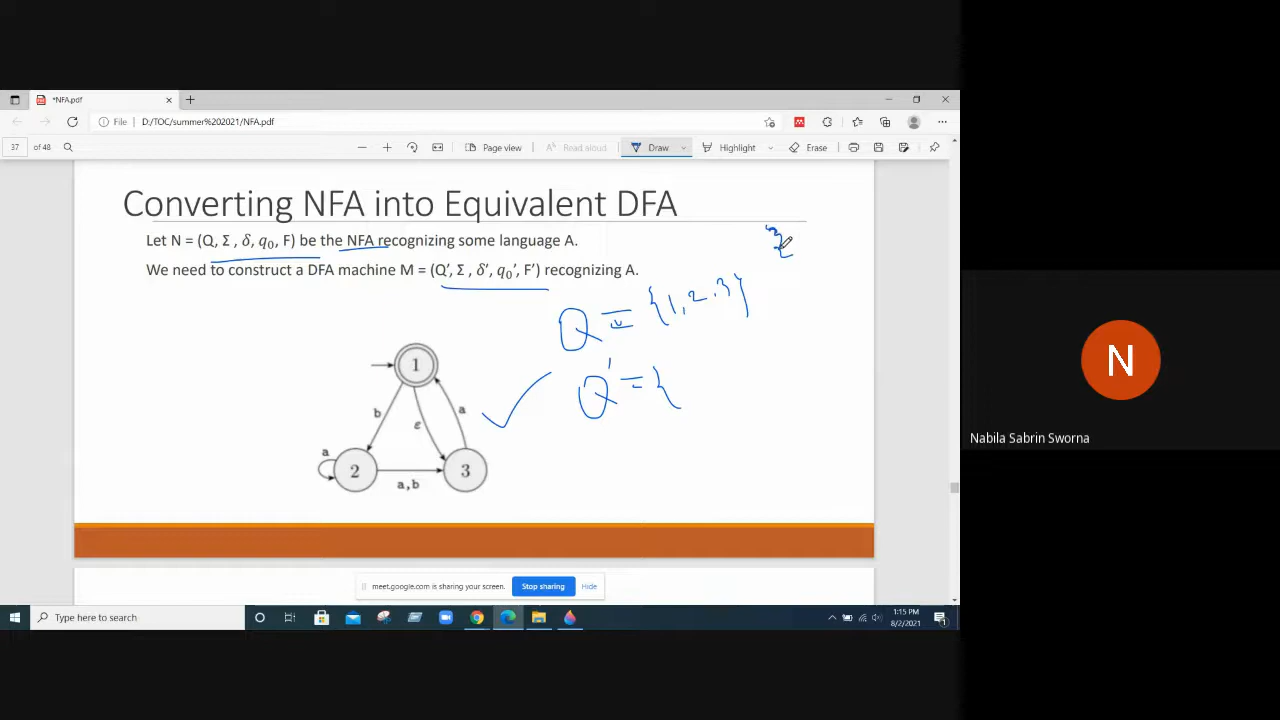 *NFA.pdf
File D:/TOC/summer%202021/NFA.pdf
37 of 48 Page view Read aloud Draw Highlight Erase
Converting NFA into Equivalent DFA
Let N = (Q, Σ , δ, q₀, F) be the NFA recognizing some language A.
We need to construct a DFA machine M = (Q′, Σ , δ′, q₀′, F′) recognizing A.
Q = {1, 2, 3}
Q' = {
1
b
ε
a
a
2
3
a,b
N
Nabila Sabrin Sworna
meet.google.com is sharing your screen. Stop sharing Hide
Type here to search
1:15 PM
8/2/2021
1